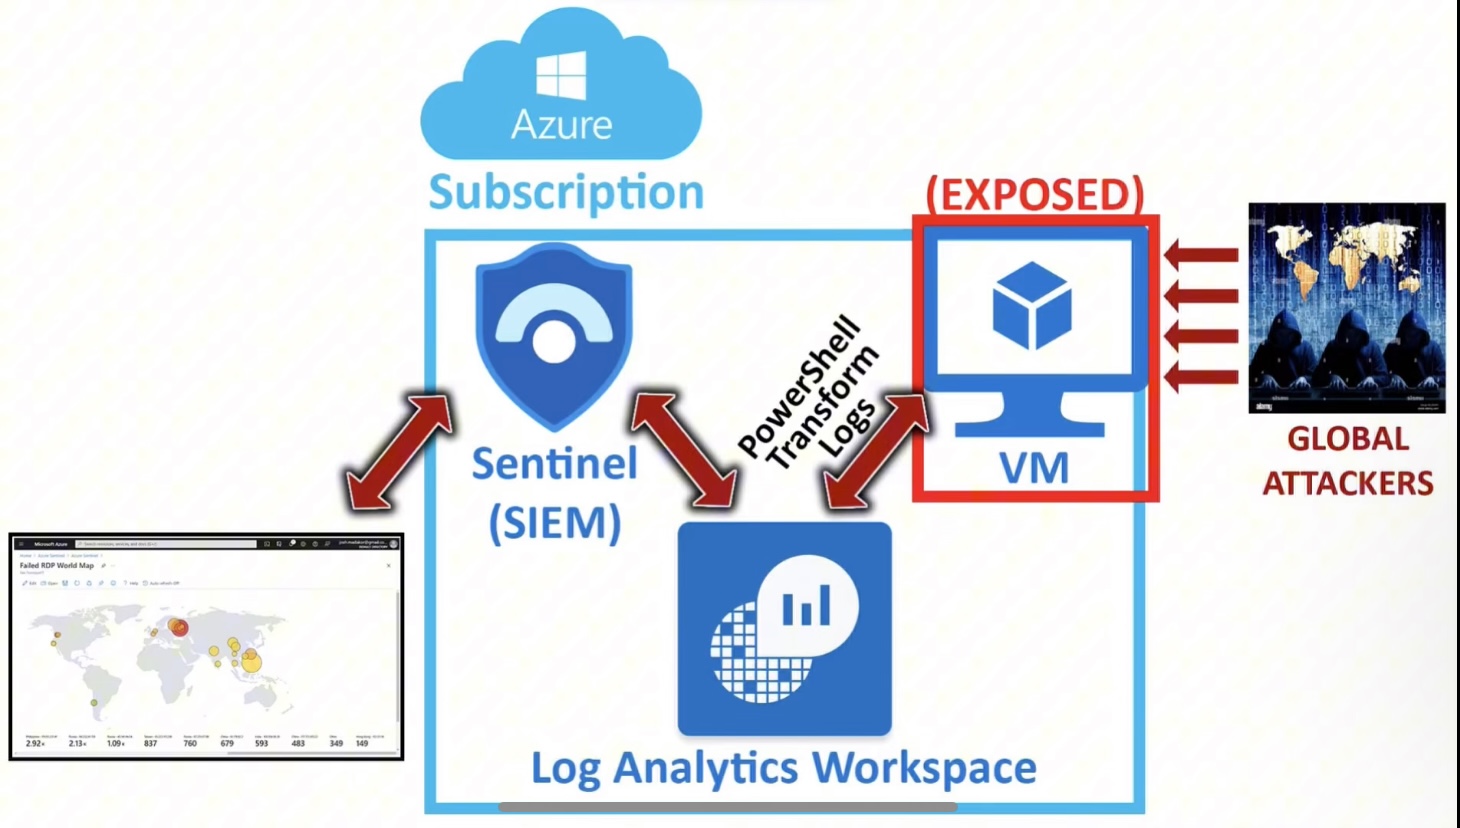 Azure
Subscription
(EXPOSED)
PowerShell
Transform
Logs
Sentinel
(SIEM)
VM
GLOBAL
ATTACKERS
Microsoft Azure
Failed RDP World Map
2.92K
2.13K
1.09K
837
760
679
593
483
349
149
alamy
Log Analytics Workspace